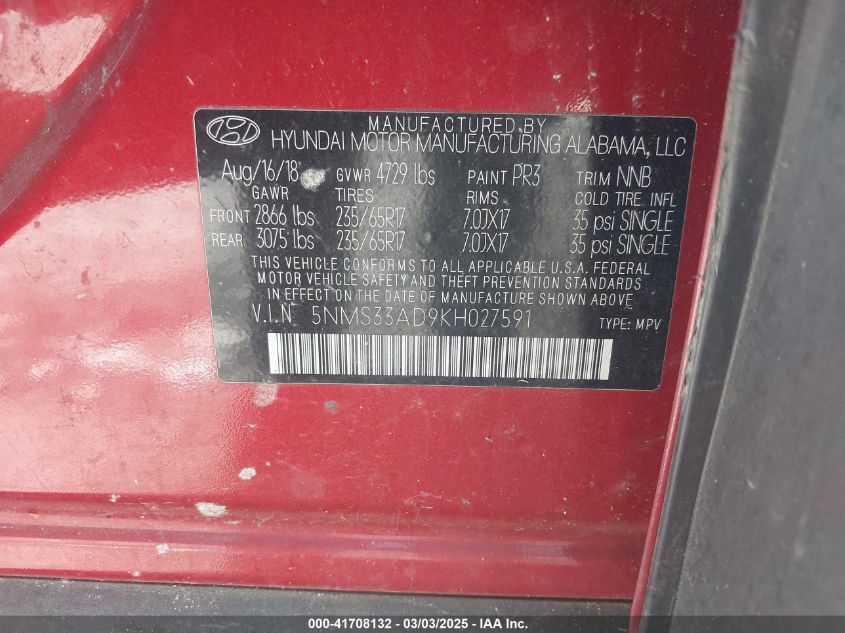 MANUFACTURED BY
HYUNDAI MOTOR MANUFACTURING ALABAMA, LLC
Aug/16/18 GVWR 4729 lbs PAINT PR3 TRIM NNB
GAWR TIRES RIMS COLD TIRE INFL
FRONT 2866 lbs 235/65R17 7.0JX17 35 psi SINGLE
REAR 3075 lbs 235/65R17 7.0JX17 35 psi SINGLE
THIS VEHICLE CONFORMS TO ALL APPLICABLE U.S.A. FEDERAL
MOTOR VEHICLE SAFETY AND THEFT PREVENTION STANDARDS
IN EFFECT ON THE DATE OF MANUFACTURE SHOWN ABOVE.
V.I.N 5NMS33AD9KH027591 TYPE: MPV
000-41708132 - 03/03/2025 - © IAA, LLC.